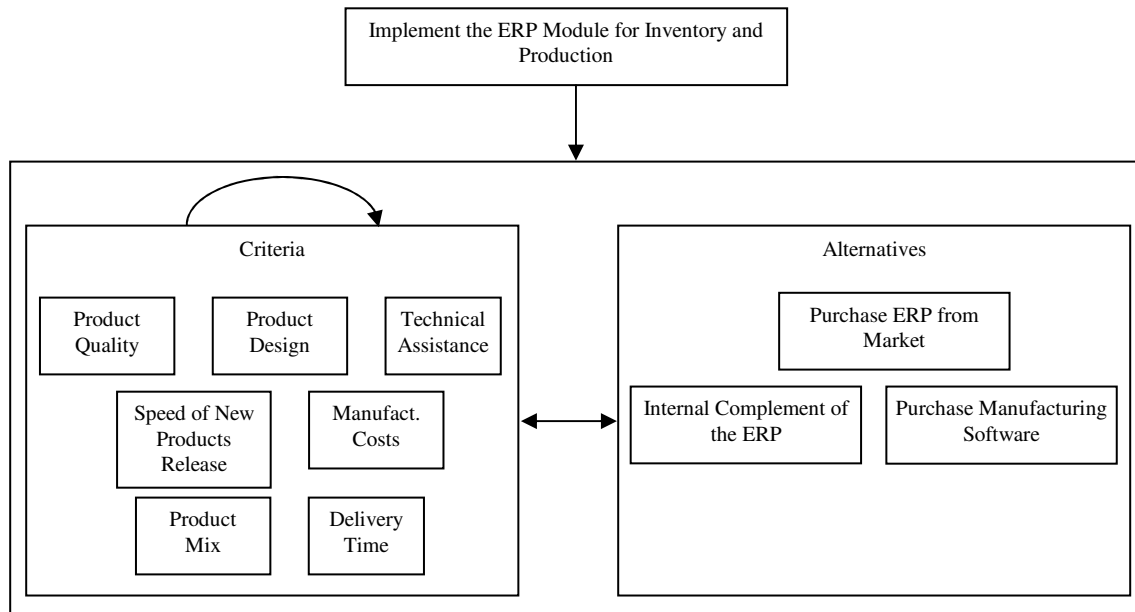 Implement the ERP Module for Inventory and
Production
Criteria
Product
Quality
Product
Design
Technical
Assistance
Speed of New
Products
Release
Manufact.
Costs
Product
Mix
Delivery
Time
Alternatives
Purchase ERP from
Market
Internal Complement of
the ERP
Purchase Manufacturing
Software